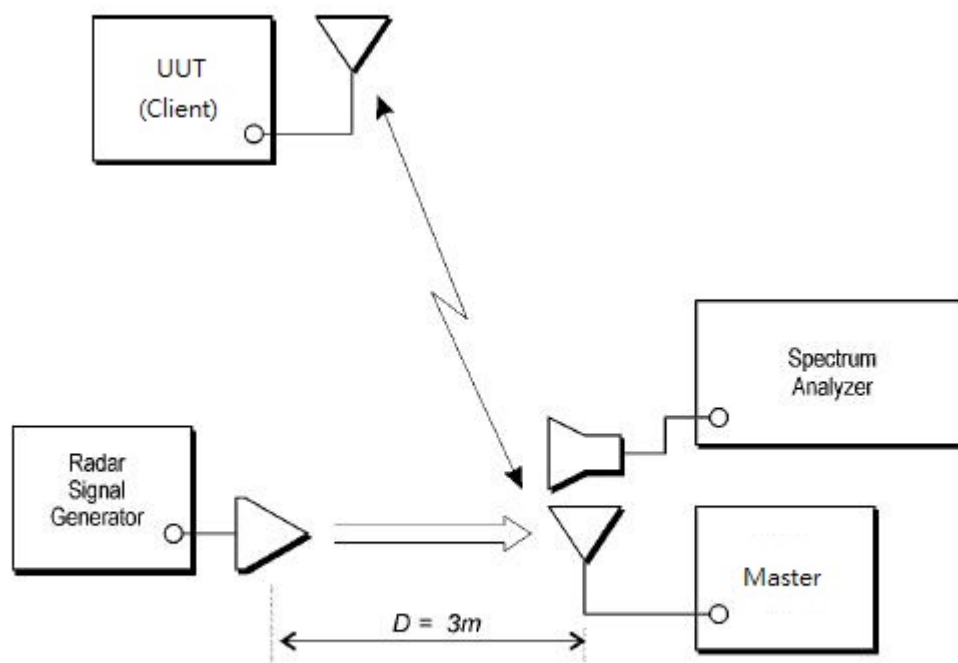 UUT
(Client)
Spectrum
Analyzer
Radar
Signal
Generator
Master
D = 3m